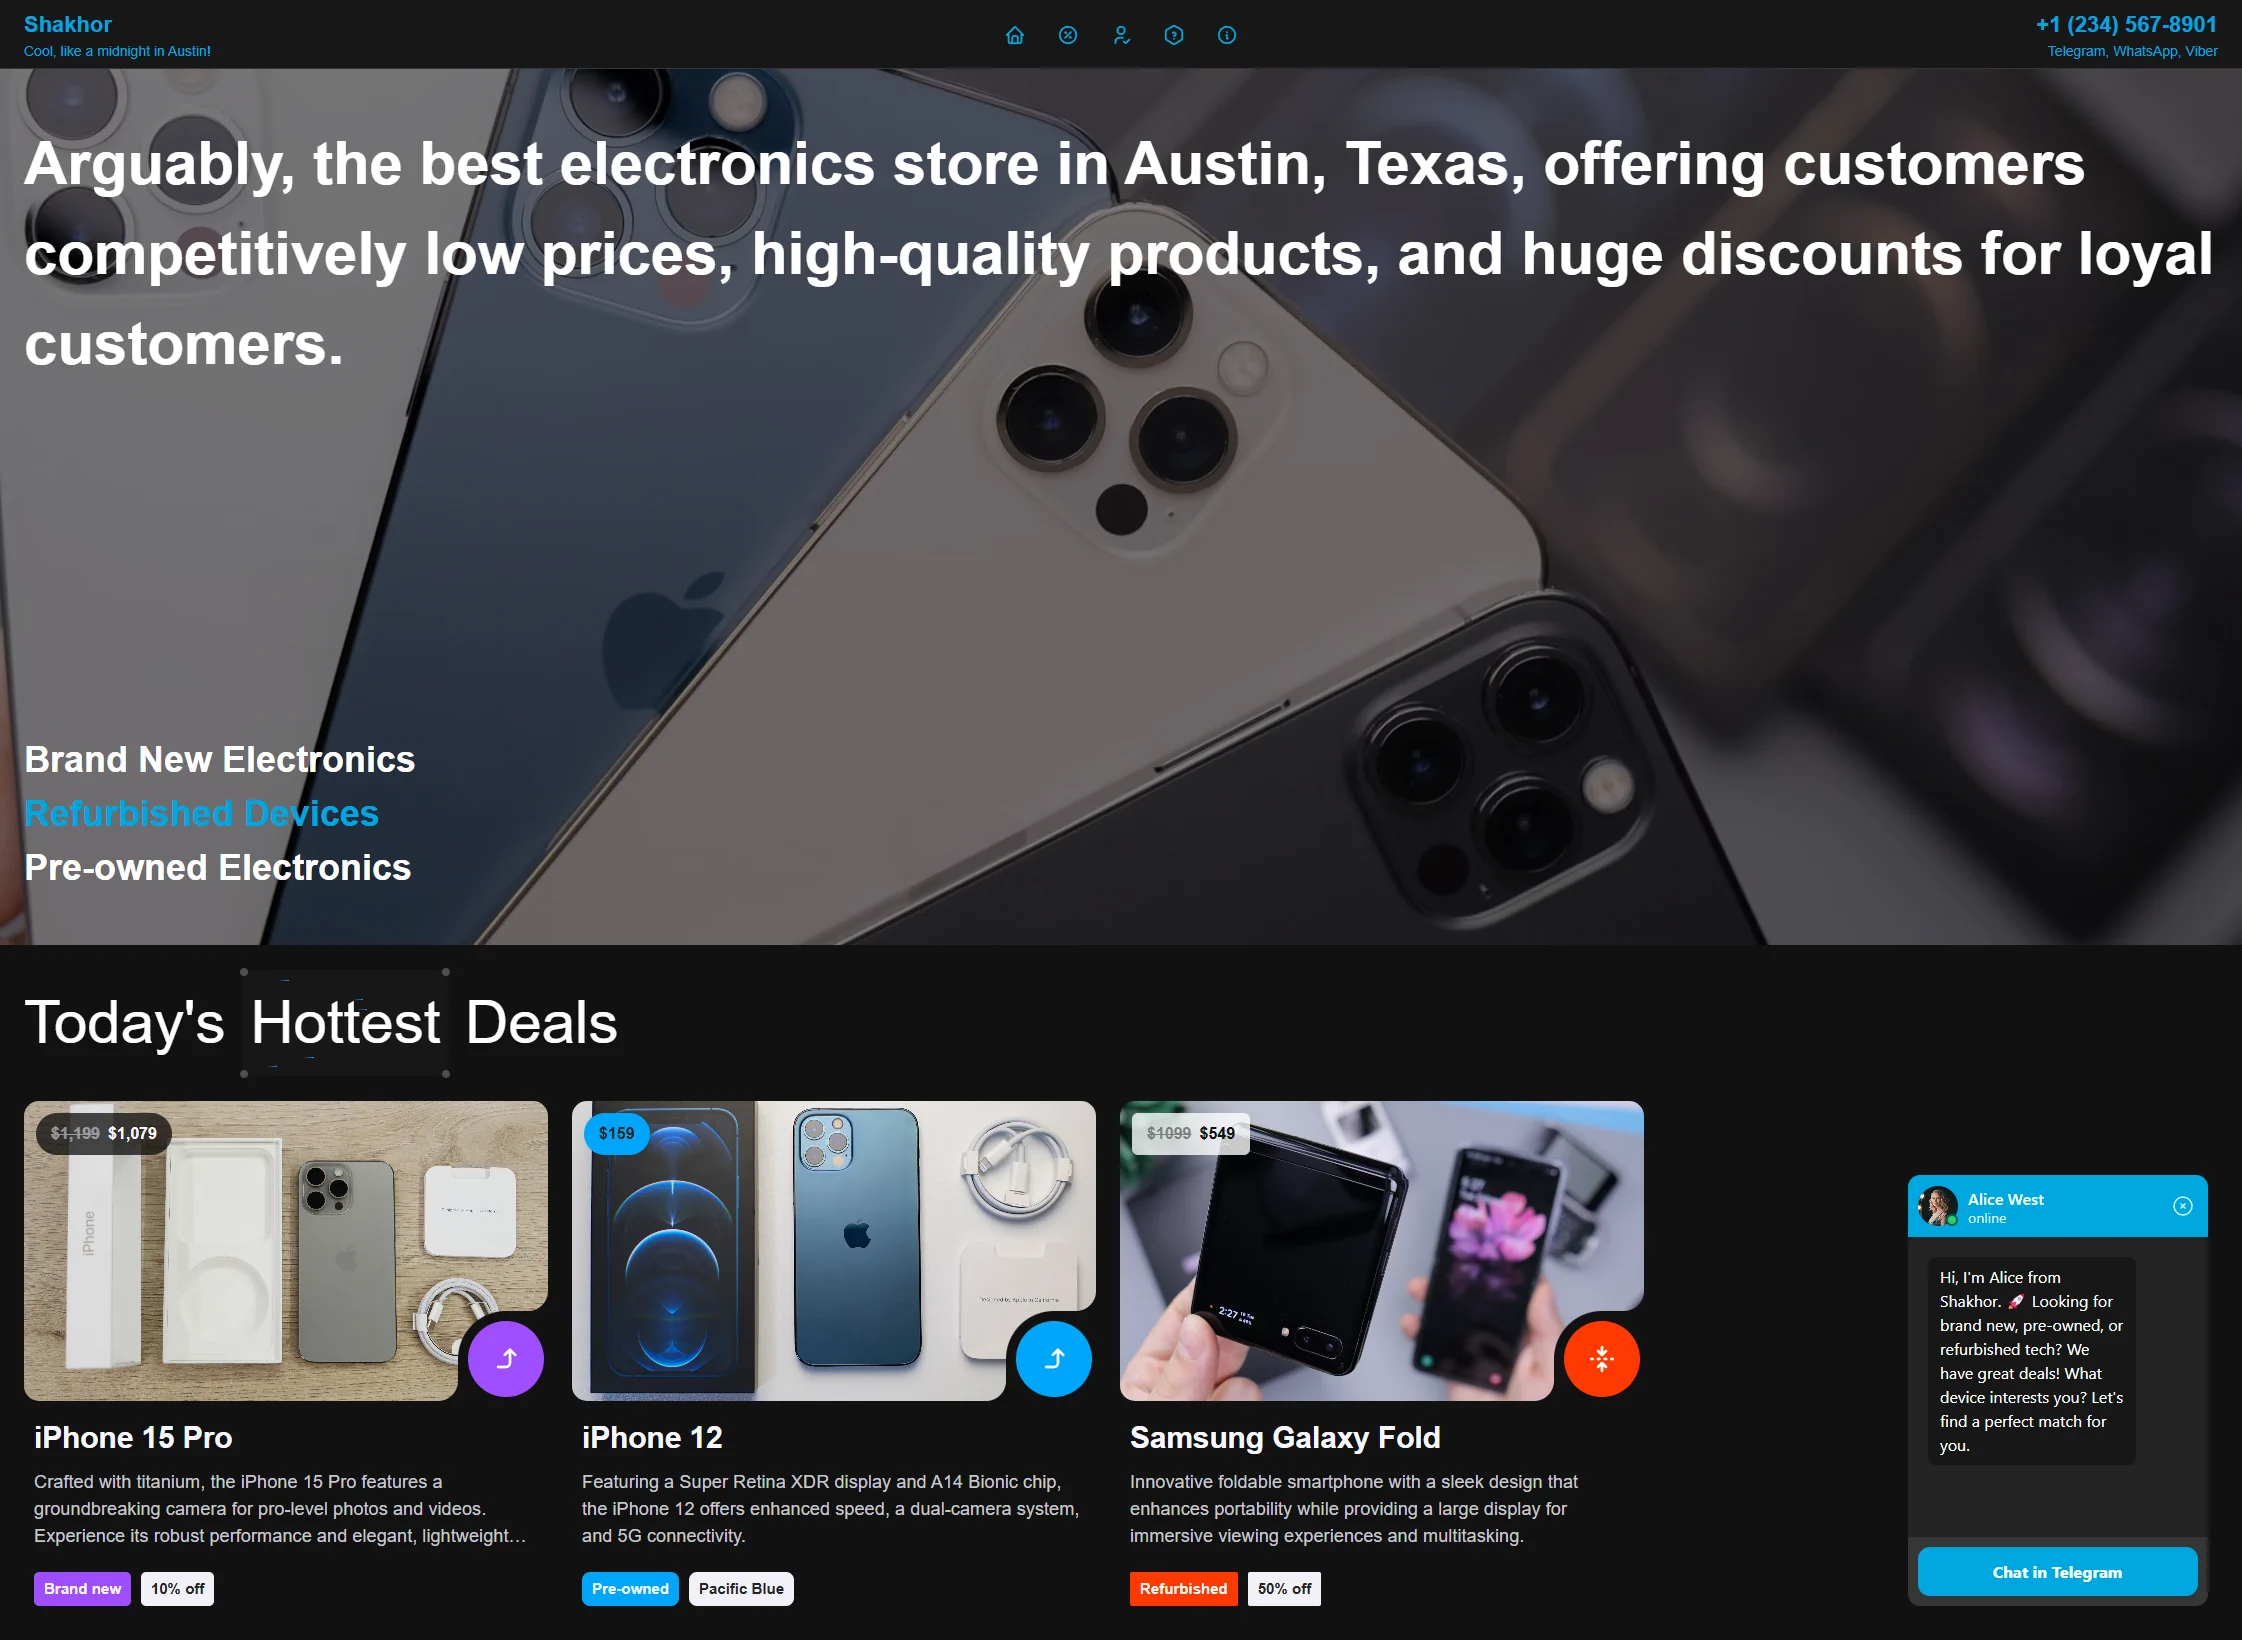 Shakhor
Cool, like a midnight in Austin!
+1 (234) 567-8901
Telegram, WhatsApp, Viber
Arguably, the best electronics store in Austin, Texas, offering customers
competitively low prices, high-quality products, and huge discounts for loyal
customers.
Brand New Electronics
Refurbished Devices
Pre-owned Electronics
Today's Hottest Deals
$1,199 $1,079
iPhone
iPhone 15 Pro
Crafted with titanium, the iPhone 15 Pro features a
groundbreaking camera for pro-level photos and videos.
Experience its robust performance and elegant, lightweight…
Brand new
10% off
$159
Designed by Apple in California
iPhone 12
Featuring a Super Retina XDR display and A14 Bionic chip,
the iPhone 12 offers enhanced speed, a dual-camera system,
and 5G connectivity.
Pre-owned
Pacific Blue
$1099 $549
2:27
Samsung Galaxy Fold
Innovative foldable smartphone with a sleek design that
enhances portability while providing a large display for
immersive viewing experiences and multitasking.
Refurbished
50% off
Alice West
online
Hi, I'm Alice from
Shakhor. 🚀 Looking for
brand new, pre-owned, or
refurbished tech? We
have great deals! What
device interests you? Let's
find a perfect match for
you.
Chat in Telegram